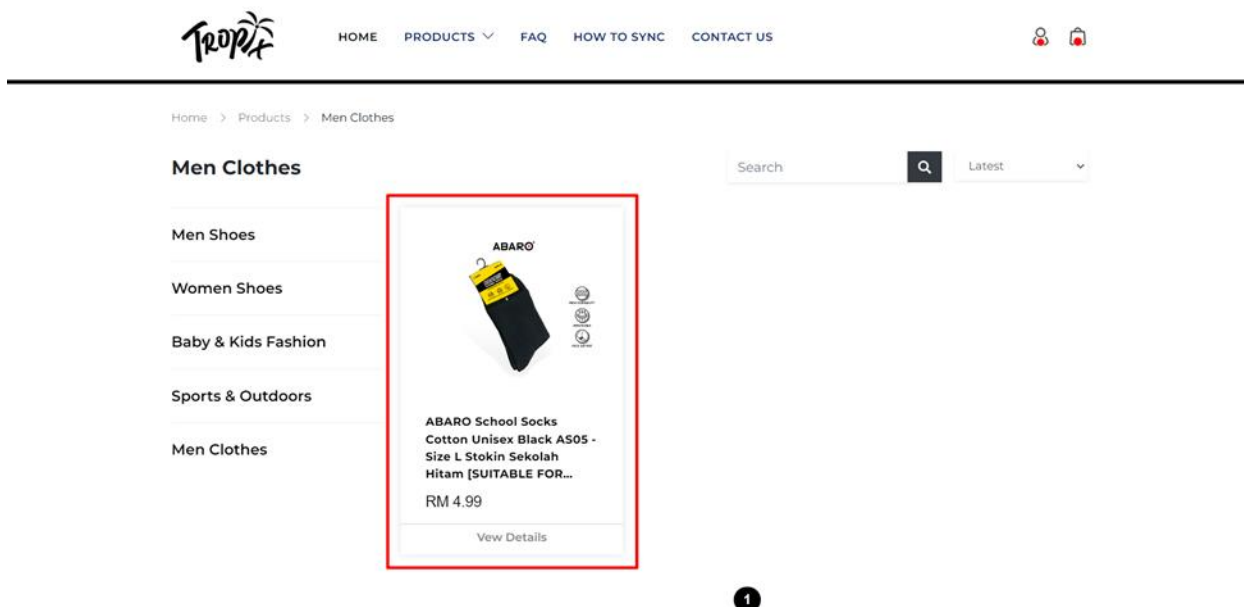 Tropix
HOME PRODUCTS FAQ HOW TO SYNC CONTACT US
Home > Products > Men Clothes
Men Clothes
Search
Latest
Men Shoes
Women Shoes
Baby & Kids Fashion
Sports & Outdoors
Men Clothes
ABARO
ABARO School Socks
Cotton Unisex Black AS05 -
Size L Stokin Sekolah
Hitam [SUITABLE FOR...
RM 4.99
Vew Details
1